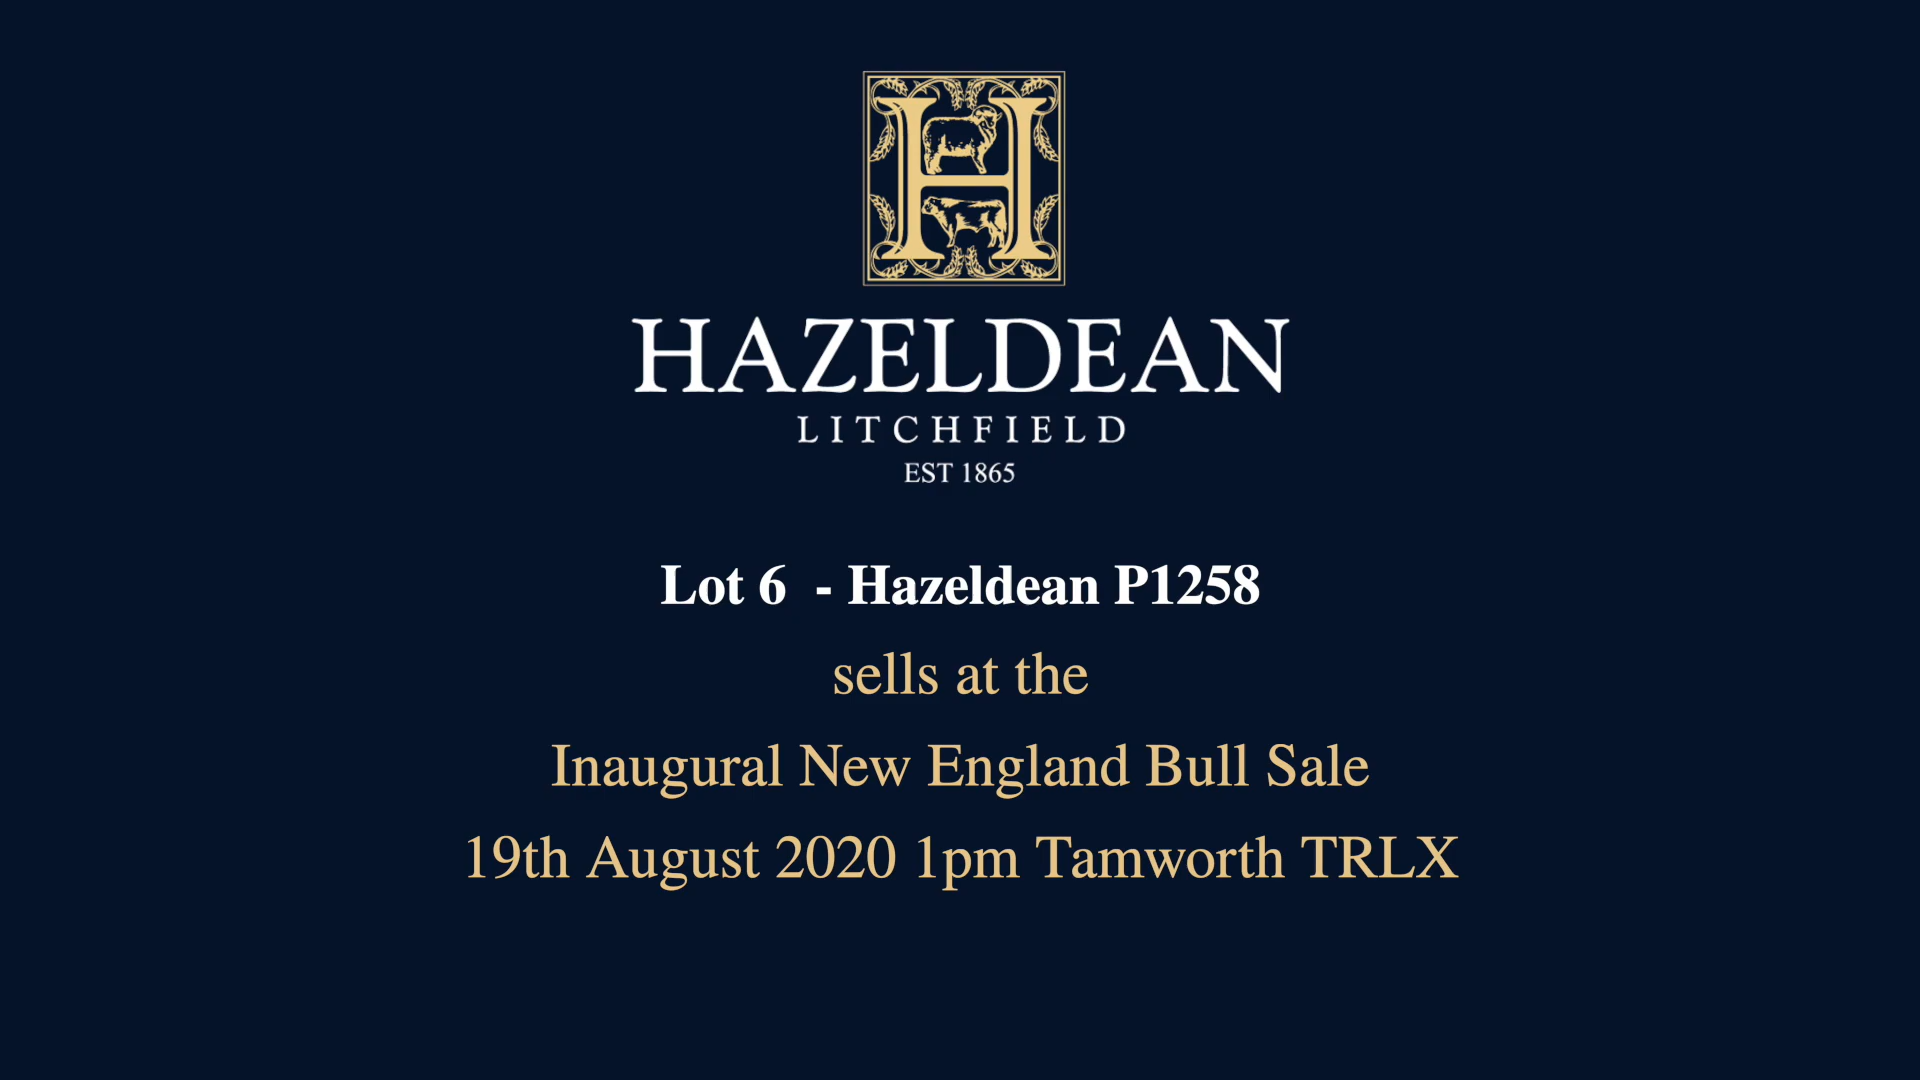 H
HAZELDEAN
LITCHFIELD
EST 1865
Lot 6  - Hazeldean P1258
sells at the
Inaugural New England Bull Sale
19th August 2020 1pm Tamworth TRLX